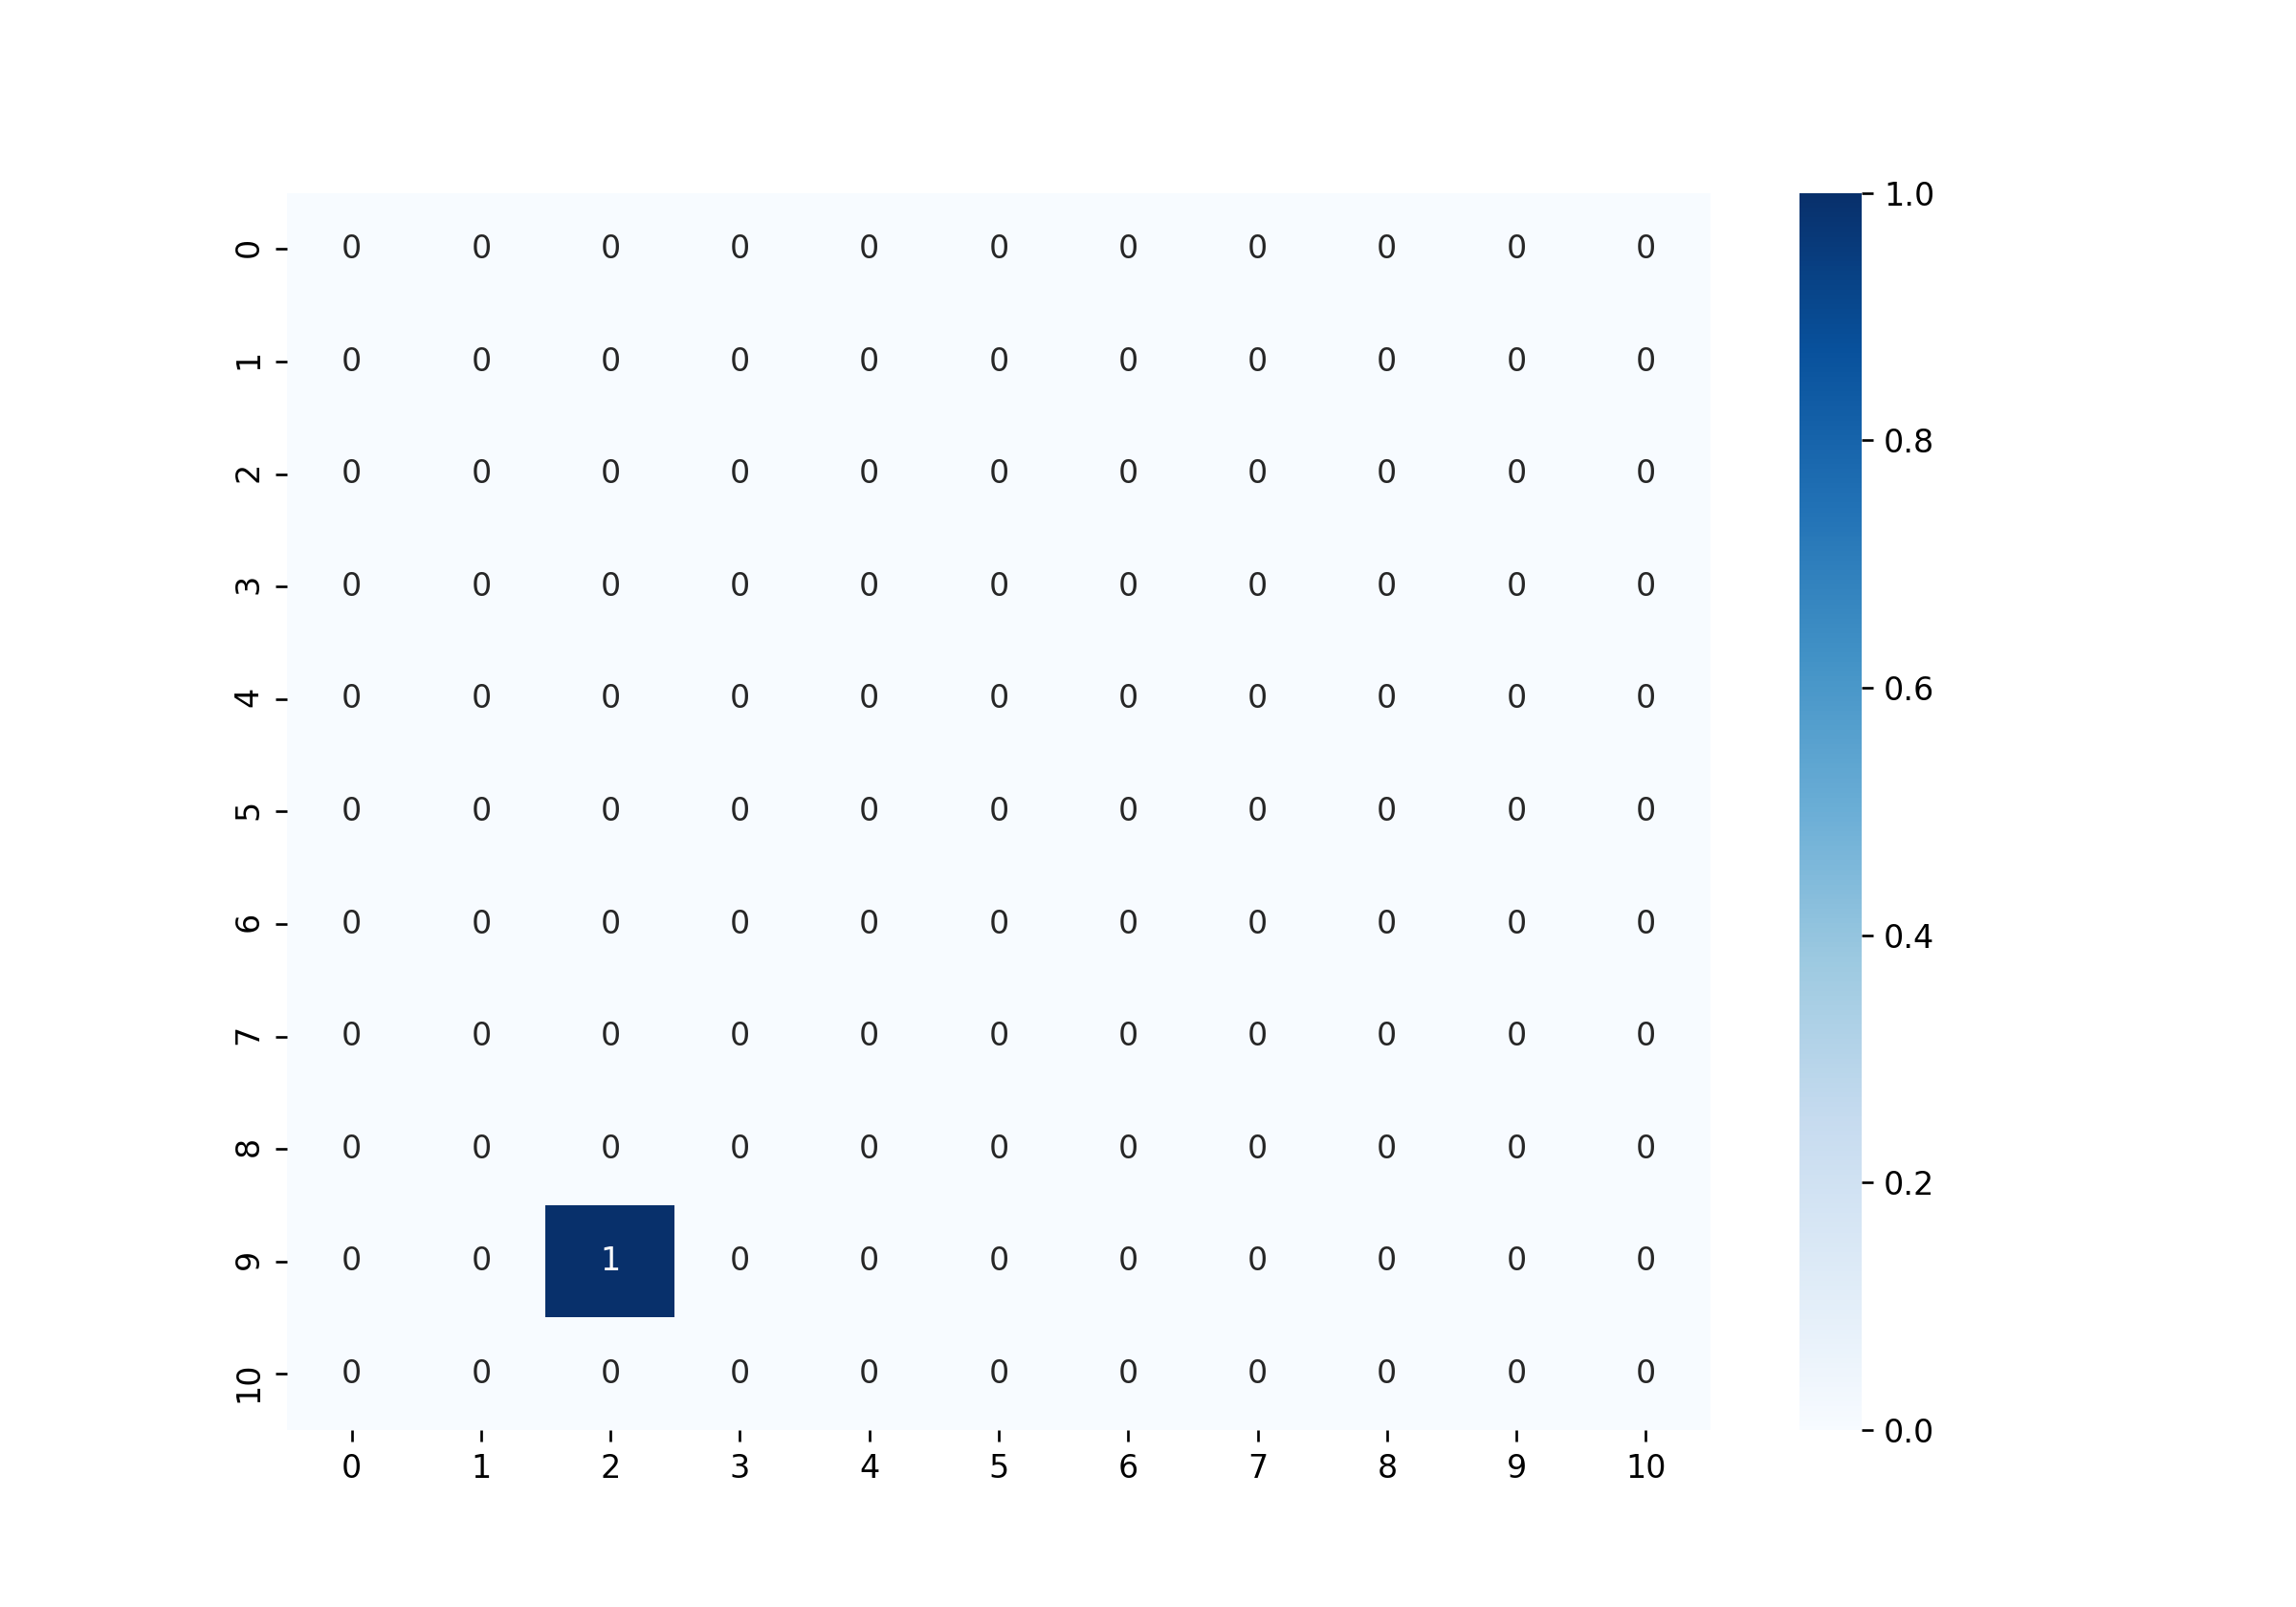 1.0
0 0 0 0 0 0 0 0 0 0 0 0
1 0 0 0 0 0 0 0 0 0 0 0
0.8
2 0 0 0 0 0 0 0 0 0 0 0
3 0 0 0 0 0 0 0 0 0 0 0
0.6
4 0 0 0 0 0 0 0 0 0 0 0
5 0 0 0 0 0 0 0 0 0 0 0
6 0 0 0 0 0 0 0 0 0 0 0
0.4
7 0 0 0 0 0 0 0 0 0 0 0
8 0 0 0 0 0 0 0 0 0 0 0
0.2
9 0 0 1 0 0 0 0 0 0 0 0
10 0 0 0 0 0 0 0 0 0 0 0
0.0
0 1 2 3 4 5 6 7 8 9 10